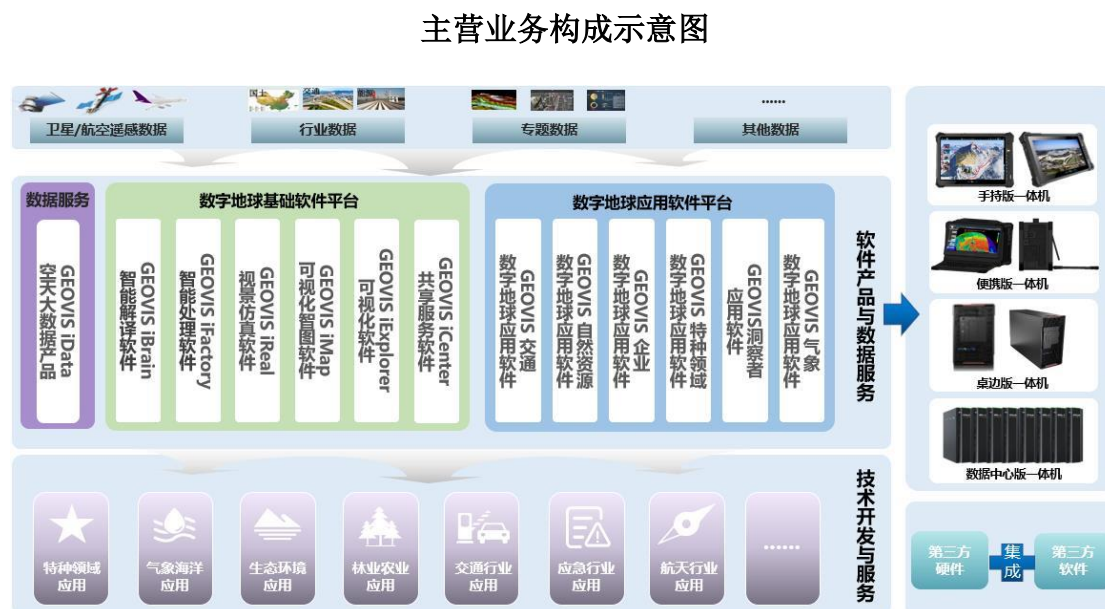 主营业务构成示意图
国土
交通
······
卫星/航空遥感数据
行业数据
专题数据
其他数据
数据服务
GEOVIS iData
空天大数据产品
数字地球基础软件平台
GEOVIS iBrain
智能解译软件
GEOVIS iFactory
智能处理软件
GEOVIS iReal
视景仿真软件
GEOVIS iMap
可视化智图软件
GEOVIS iExplorer
可视化软件
GEOVIS iCenter
共享服务软件
数字地球应用软件平台
GEOVIS 交通
数字地球应用软件
GEOVIS 自然资源
数字地球应用软件
GEOVIS 企业
数字地球应用软件
GEOVIS 特种领域
数字地球应用软件
GEOVIS洞察者
应用软件
GEOVIS 气象
数字地球应用软件
软件产品与数据服务
手持版一体机
便携版一体机
桌边版一体机
数据中心版一体机
特种领域
应用
气象海洋
应用
生态环境
应用
林业农业
应用
交通行业
应用
应急行业
应用
航天行业
应用
······
技术开发与服务
第三方
硬件
集
成
第三方
软件